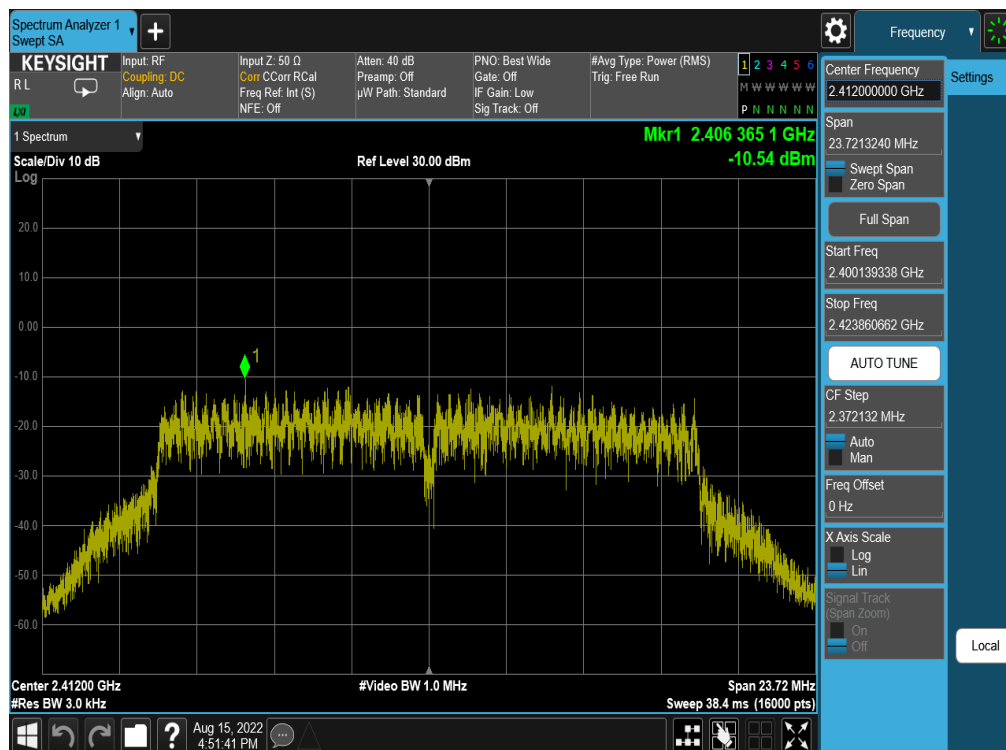 Spectrum Analyzer 1
Swept SA
+
Frequency
KEYSIGHT
R L
LXI
Input: RF
Coupling: DC
Align: Auto
Input Z: 50 Ω
Corr CCorr RCal
Freq Ref: Int (S)
NFE: Off
Atten: 40 dB
Preamp: Off
µW Path: Standard
PNO: Best Wide
Gate: Off
IF Gain: Low
Sig Track: Off
#Avg Type: Power (RMS)
Trig: Free Run
1 2 3 4 5 6
M W W W W W
P N N N N N
1 Spectrum
Scale/Div 10 dB
Log
Ref Level 30.00 dBm
Mkr1 2.406 365 1 GHz
-10.54 dBm
20.0
10.0
0.00
-10.0
-20.0
-30.0
-40.0
-50.0
-60.0
1
Center 2.41200 GHz
#Res BW 3.0 kHz
#Video BW 1.0 MHz
Span 23.72 MHz
Sweep 38.4 ms (16000 pts)
Center Frequency
2.412000000 GHz
Settings
Span
23.7213240 MHz
Swept Span
Zero Span
Full Span
Start Freq
2.400139338 GHz
Stop Freq
2.423860662 GHz
AUTO TUNE
CF Step
2.372132 MHz
Auto
Man
Freq Offset
0 Hz
X Axis Scale
Log
Lin
Signal Track
(Span Zoom)
On
Off
Local
?
Aug 15, 2022
4:51:41 PM